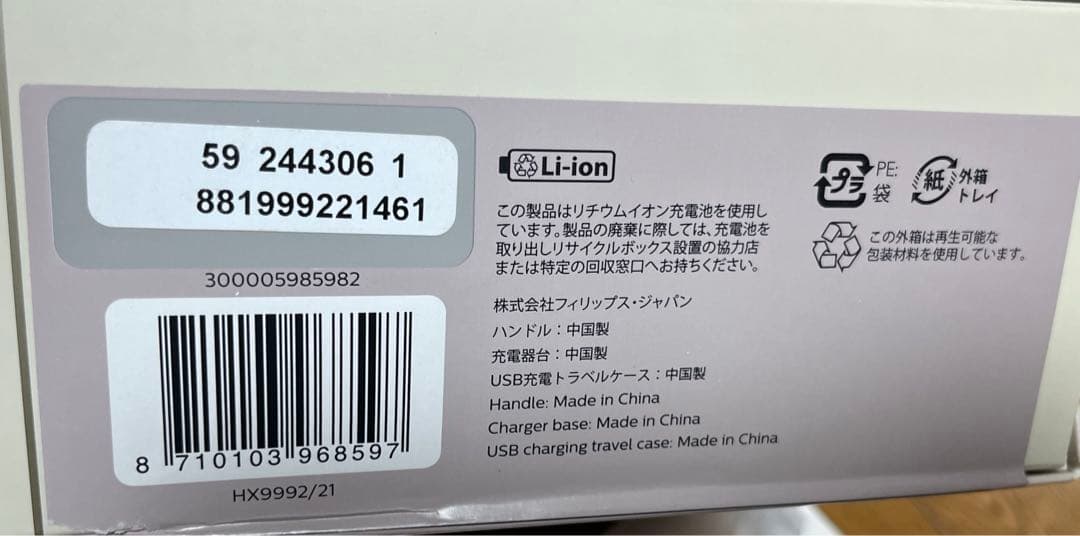 59 244306 1
881999221461
300005985982
8 710103 968597
HX9992/21
Li-ion
この製品はリチウムイオン充電池を使用し
ています。製品の廃棄に際しては、充電池を
取り出しリサイクルボックス設置の協力店
または特定の回収窓口へお持ちください。
株式会社フィリップス・ジャパン
ハンドル：中国製
充電器台：中国製
USB充電トラベルケース：中国製
Handle: Made in China
Charger base: Made in China
USB charging travel case: Made in China
プラ
PE:
袋
紙
外箱
トレイ
この外箱は再生可能な
包装材料を使用しています。